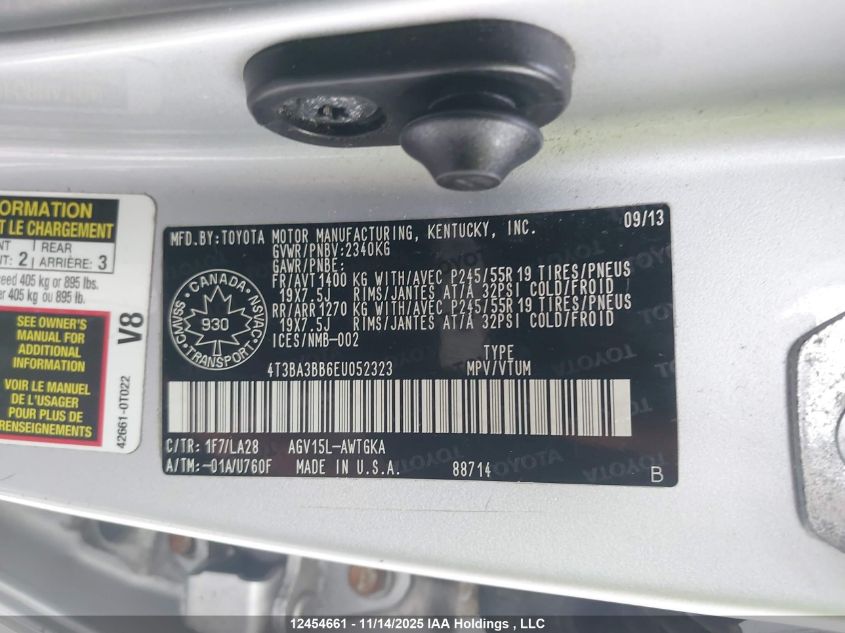 ORMATION
T LE CHARGEMENT
NT 2 REAR
ARRIÈRE: 3
eed 405 kg or 895 lbs.
er 405 kg ou 895 lb.
SEE OWNER'S
MANUAL FOR
ADDITIONAL
INFORMATION
VOIR LE MANUEL
DE L'USAGER
POUR PLUS DE
RENSEIGNEMENTS
V8
42661-0T022
MFD.BY:TOYOTA MOTOR MANUFACTURING, KENTUCKY, INC. 09/13
GVWR/PNBV:2340KG
GAWR/PNBE:
FR/AVT1400 KG WITH/AVEC P245/55R19 TIRES/PNEUS
19X7.5J RIMS/JANTES AT/A 32PSI COLD/FROID
RR/ARR1270 KG WITH/AVEC P245/55R19 TIRES/PNEUS
19X7.5J RIMS/JANTES AT/A 32PSI COLD/FROID
ICES/NMB-002
CANADA
CMVSS NSVAC
930
TRANSPORT
TYPE
4T3BA3BB6EU052323 MPV/VTUM
C/TR: 1F7/LA28 AGV15L-AWTGKA
A/TM:-01A/U760F MADE IN U.S.A. 88714 B
12454661 - 11/14/2025 IAA Holdings, LLC